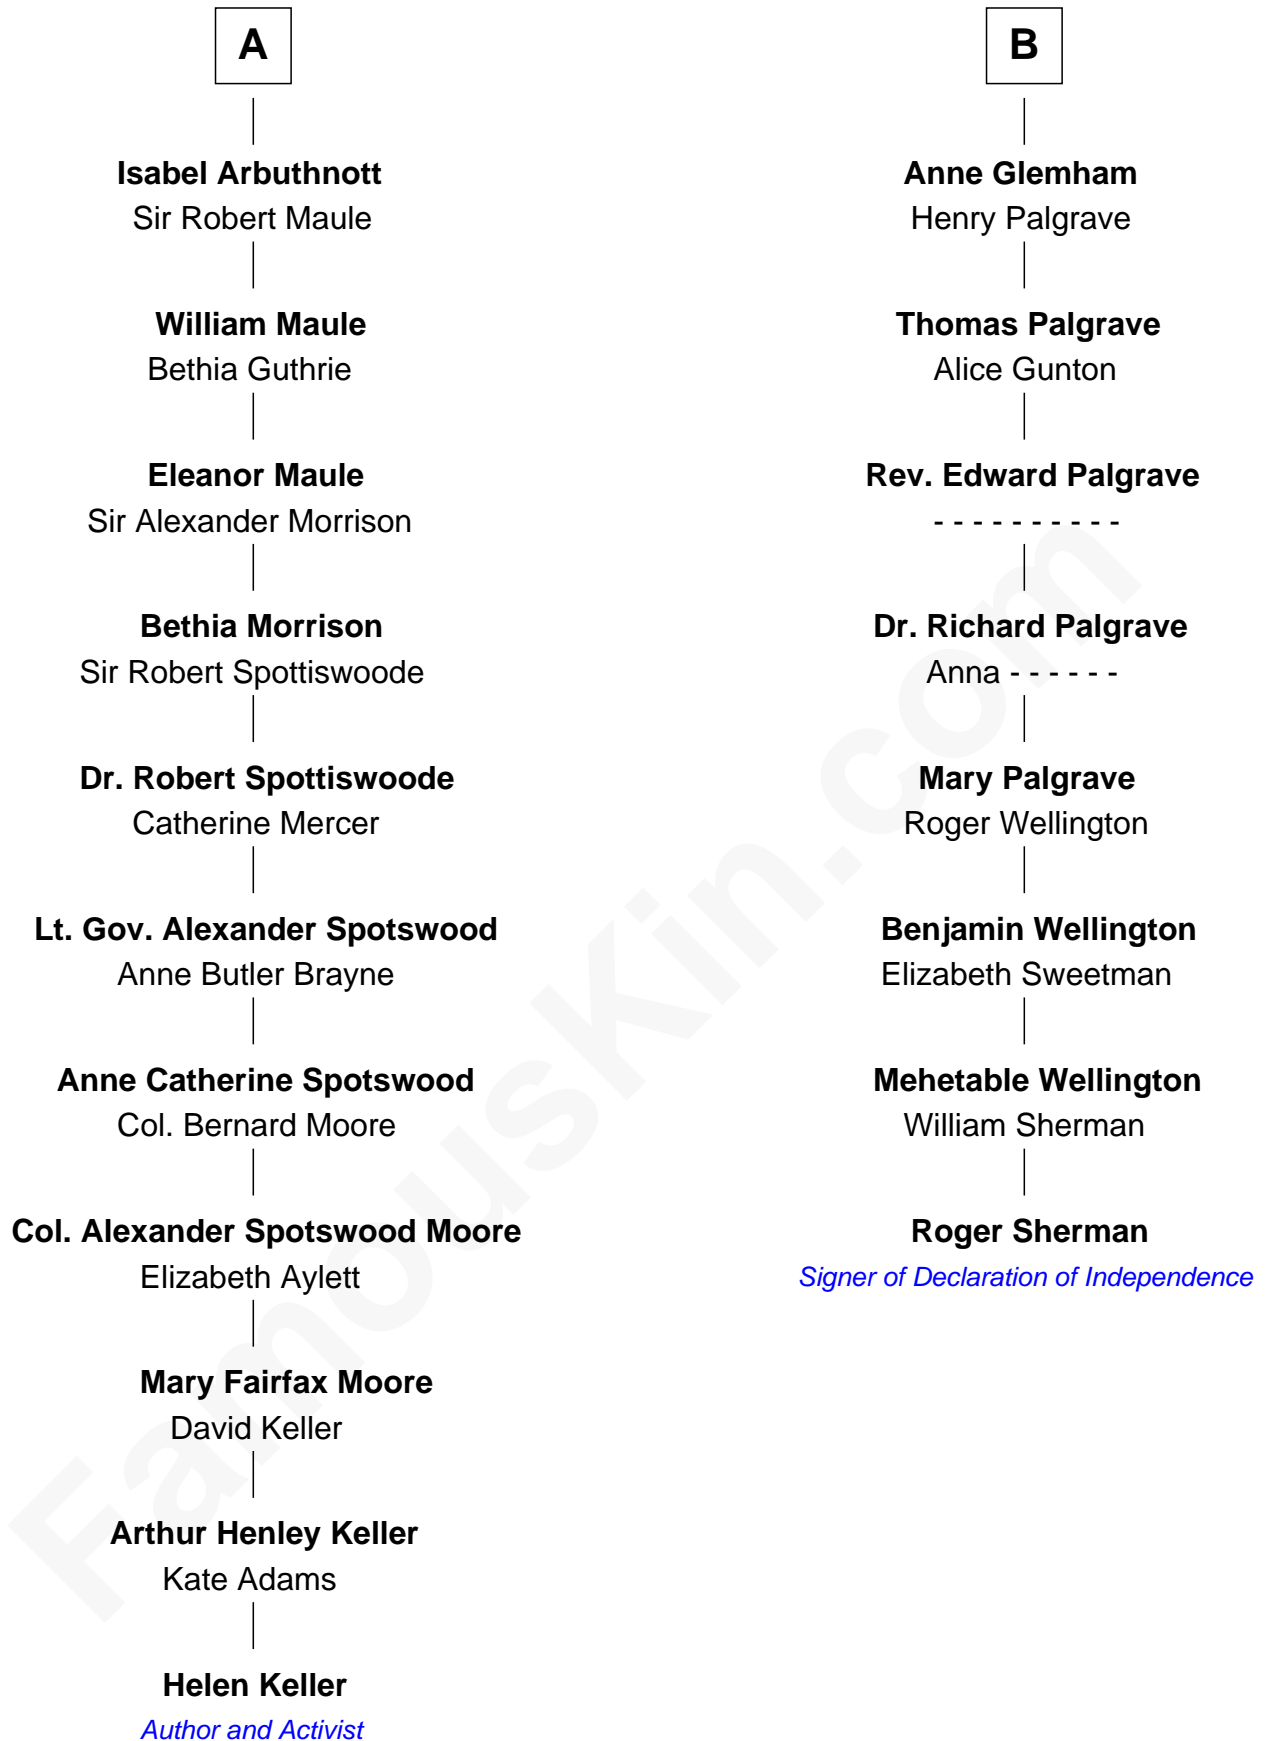 A
Isabel Arbuthnott
Sir Robert Maule
William Maule
Bethia Guthrie
Eleanor Maule
Sir Alexander Morrison
Bethia Morrison
Sir Robert Spottiswoode
Dr. Robert Spottiswoode
Catherine Mercer
Lt. Gov. Alexander Spotswood
Anne Butler Brayne
Anne Catherine Spotswood
Col. Bernard Moore
Col. Alexander Spotswood Moore
Elizabeth Aylett
Mary Fairfax Moore
David Keller
Arthur Henley Keller
Kate Adams
Helen Keller
Author and Activist
B
Anne Glemham
Henry Palgrave
Thomas Palgrave
Alice Gunton
Rev. Edward Palgrave
- - - - - - - - - -
Dr. Richard Palgrave
Anna - - - - - -
Mary Palgrave
Roger Wellington
Benjamin Wellington
Elizabeth Sweetman
Mehetable Wellington
William Sherman
Roger Sherman
Signer of Declaration of Independence
FamousKin.com